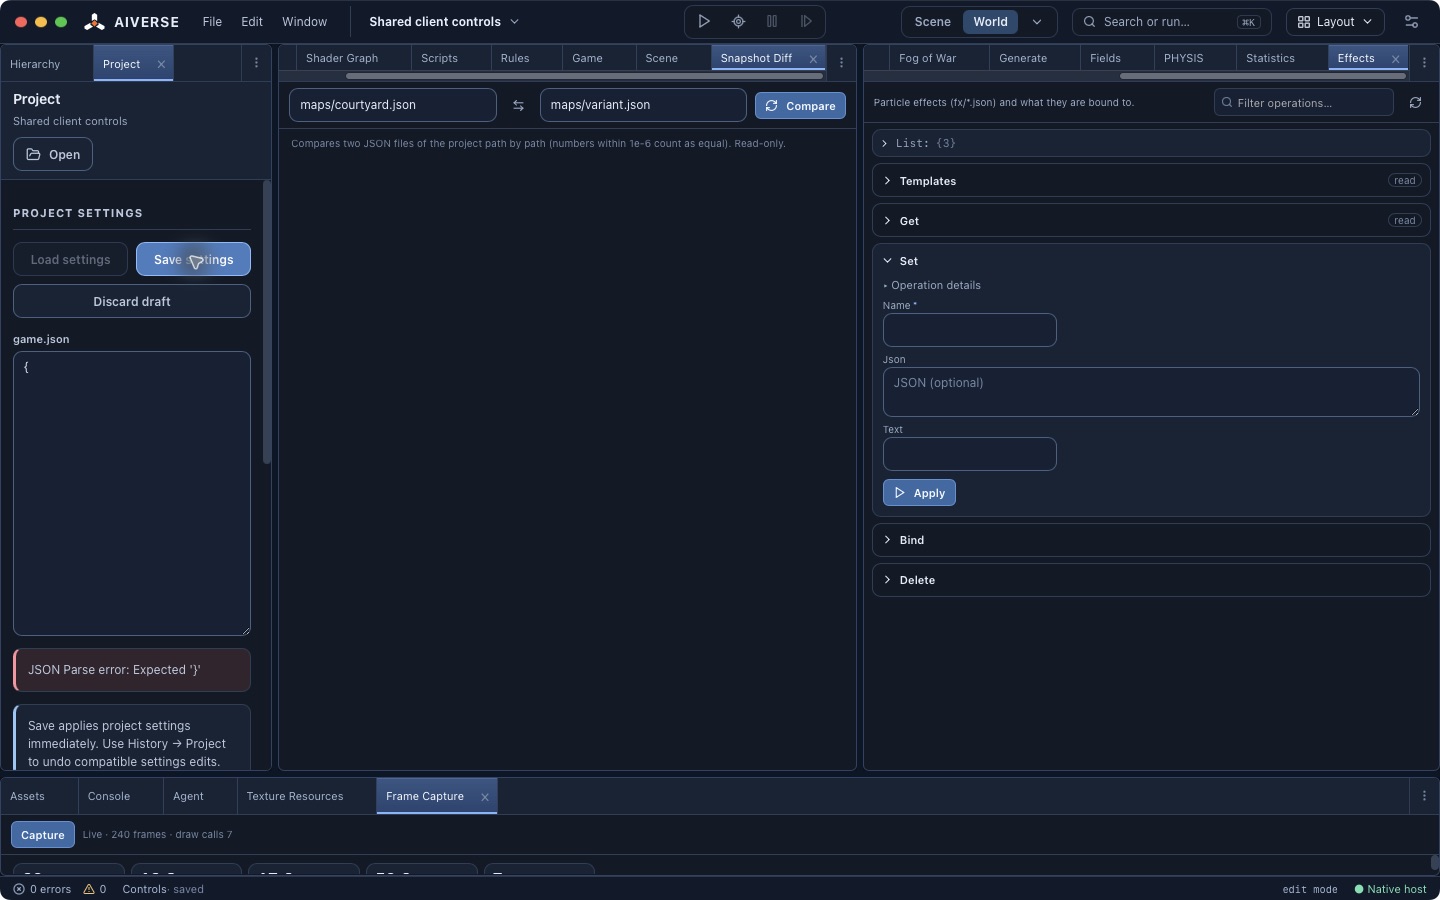 AIVERSE File Edit Window Shared client controls Scene World Search or run... ⌘K Layout
Hierarchy Project
Project
Shared client controls
Open
PROJECT SETTINGS
Load settings Save settings
Discard draft
game.json
{
JSON Parse error: Expected '}'
Save applies project settings
immediately. Use History → Project
to undo compatible settings edits.
Shader Graph Scripts Rules Game Scene Snapshot Diff
maps/courtyard.json maps/variant.json Compare
Compares two JSON files of the project path by path (numbers within 1e-6 count as equal). Read-only.
Fog of War Generate Fields PHYSIS Statistics Effects
Particle effects (fx/*.json) and what they are bound to. Filter operations...
List: {3}
Templates read
Get read
Set
Operation details
Name *
Json
JSON (optional)
Text
Apply
Bind
Delete
Assets Console Agent Texture Resources Frame Capture
Capture Live · 240 frames · draw calls 7
0 errors 0 Controls · saved edit mode Native host